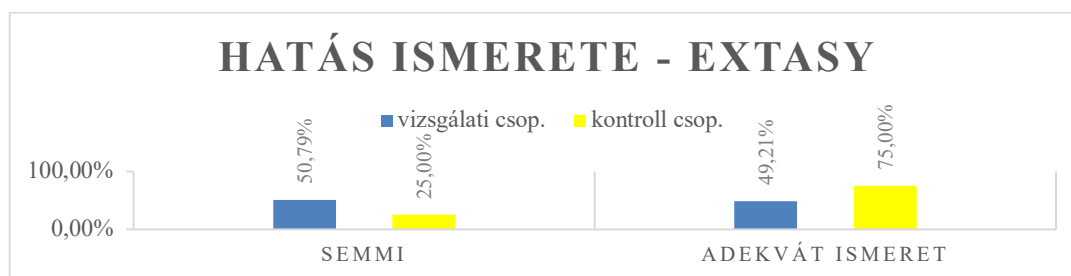 HATÁS ISMERETE - EXTASY
vizsgálati csop. kontroll csop.
50,79% 25,00% 49,21% 75,00%
100,00%
0,00%
SEMMI ADEKVÁT ISMERET